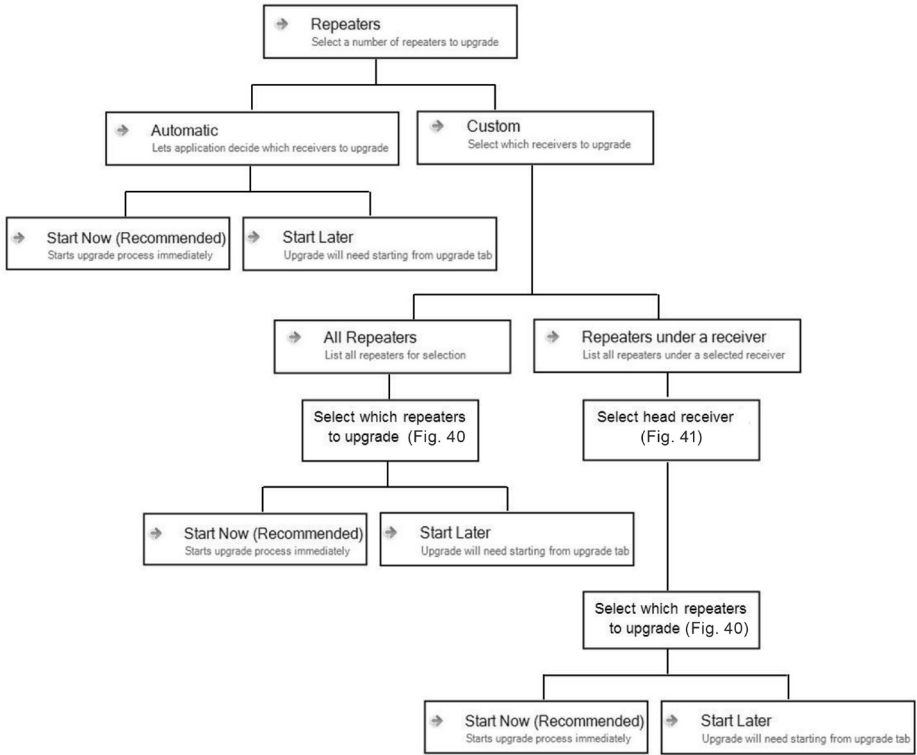 Repeaters
Select a number of repeaters to upgrade
Automatic
Lets application decide which receivers to upgrade
Custom
Select which receivers to upgrade
Start Now (Recommended)
Starts upgrade process immediately
Start Later
Upgrade will need starting from upgrade tab
All Repeaters
List all repeaters for selection
Repeaters under a receiver
List all repeaters under a selected receiver
Select which repeaters
to upgrade (Fig. 40
Select head receiver
(Fig. 41)
Start Now (Recommended)
Starts upgrade process immediately
Start Later
Upgrade will need starting from upgrade tab
Select which repeaters
to upgrade (Fig. 40)
Start Now (Recommended)
Starts upgrade process immediately
Start Later
Upgrade will need starting from upgrade tab